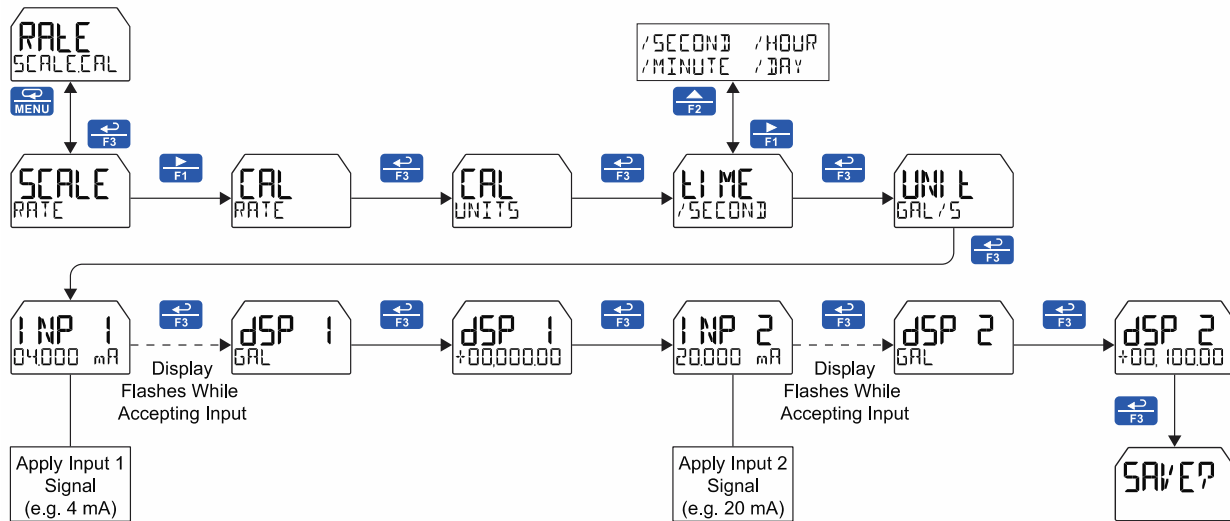 RAtE
SCALE.CAL
MENU
F3
/SECOND /HOUR
/MINUTE /DAY
F2
F1
SCALE
RATE
F1
CAL
RATE
F3
CAL
UNITS
F3
tIME
/SECOND
F3
UNIt
GAL/S
F3
INP 1
04.000 mA
F3
Display
Flashes While
Accepting Input
dSP 1
GAL
F3
dSP 1
+00,000.00
F3
INP 2
20.000 mA
F3
Display
Flashes While
Accepting Input
dSP 2
GAL
F3
dSP 2
+00,100.00
F3
Apply Input 1
Signal
(e.g. 4 mA)
Apply Input 2
Signal
(e.g. 20 mA)
SAVE?